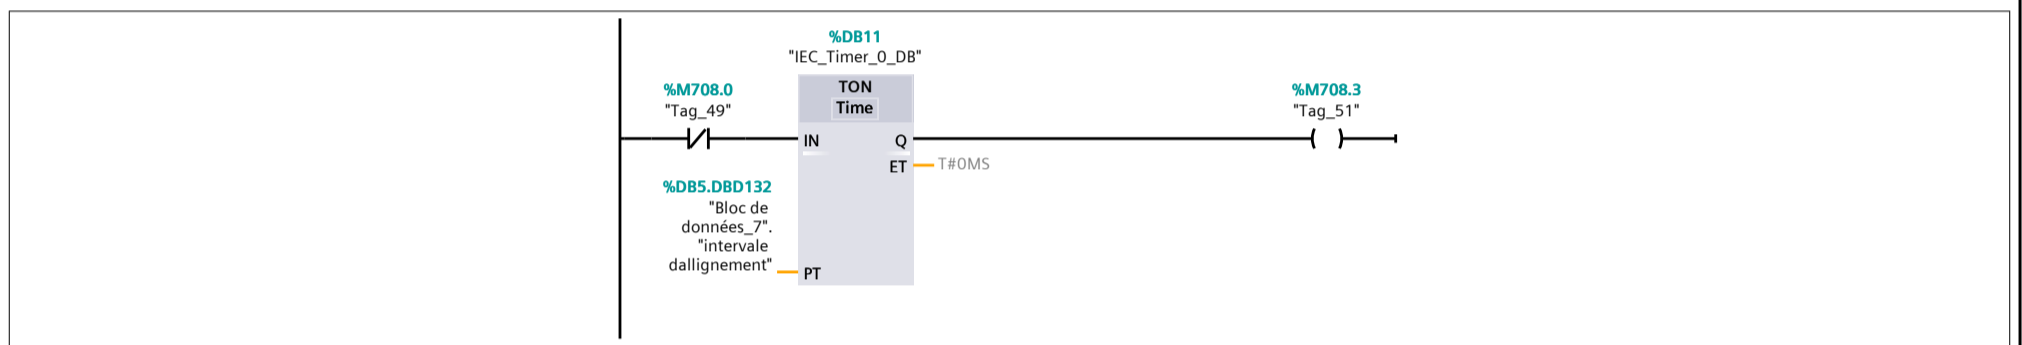 %DB11
"IEC_Timer_0_DB"
%M708.0
"Tag_49"
TON
Time
%M708.3
"Tag_51"
IN
Q
ET
T#0MS
%DB5.DBD132
"Bloc de
données_7".
"intervale
dallignement"
PT